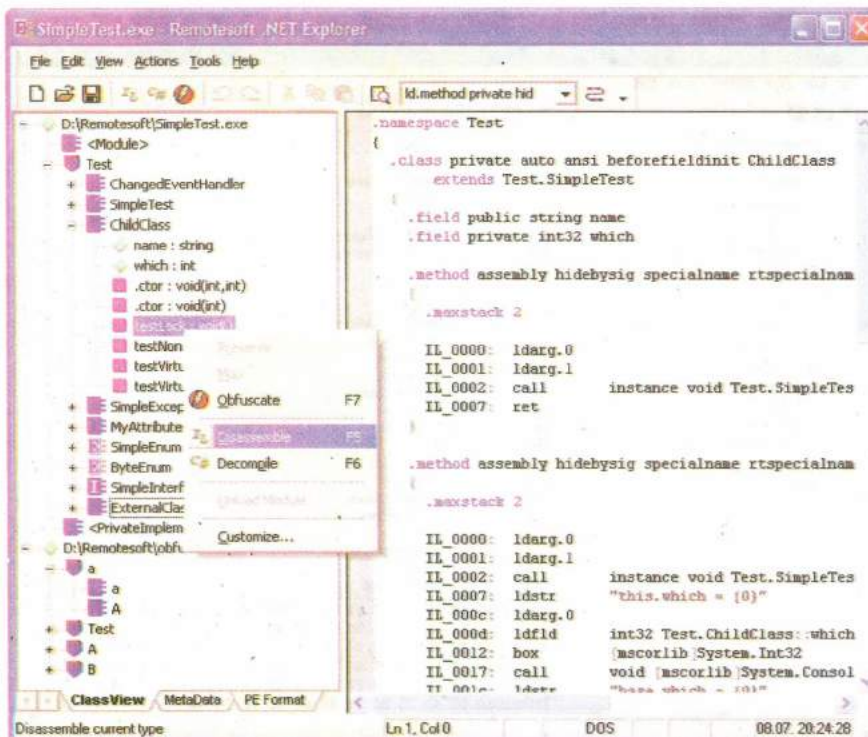 SimpleTest.exe - Remotesoft .NET Explorer
File Edit View Actions Tools Help
ld.method private hid
D:\Remotesoft\SimpleTest.exe
<Module>
Test
ChangedEventHandler
SimpleTest
ChildClass
name : string
which : int
.ctor : void(int,int)
.ctor : void(int)
testLock : void()
testNon
testVirtu
testVirtu
SimpleExcep
MyAttribute
SimpleEnum
ByteEnum
SimpleInterf
ExternalClas
<PrivateImplem
D:\Remotesoft\obfu
a
a
A
Test
A
B
Obfuscate F7
Disassemble F5
Decompile F6
Customize...
ClassView MetaData PE Format
.namespace Test
{
.class private auto ansi beforefieldinit ChildClass
extends Test.SimpleTest
{
.field public string name
.field private int32 which
.method assembly hidebysig specialname rtspecialnam
{
.maxstack 2
IL_0000: ldarg.0
IL_0001: ldarg.1
IL_0002: call instance void Test.SimpleTes
IL_0007: ret
}
.method assembly hidebysig specialname rtspecialnam
{
.maxstack 2
IL_0000: ldarg.0
IL_0001: ldarg.1
IL_0002: call instance void Test.SimpleTes
IL_0007: ldstr "this.which = {0}"
IL_000c: ldarg.0
IL_000d: ldfld int32 Test.ChildClass::which
IL_0012: box [mscorlib]System.Int32
IL_0017: call void [mscorlib]System.Consol
IL_001c: ldstr "base.which = {0}"
Disassemble current type Ln 1, Col 0 DOS 08.07. 20:24:28